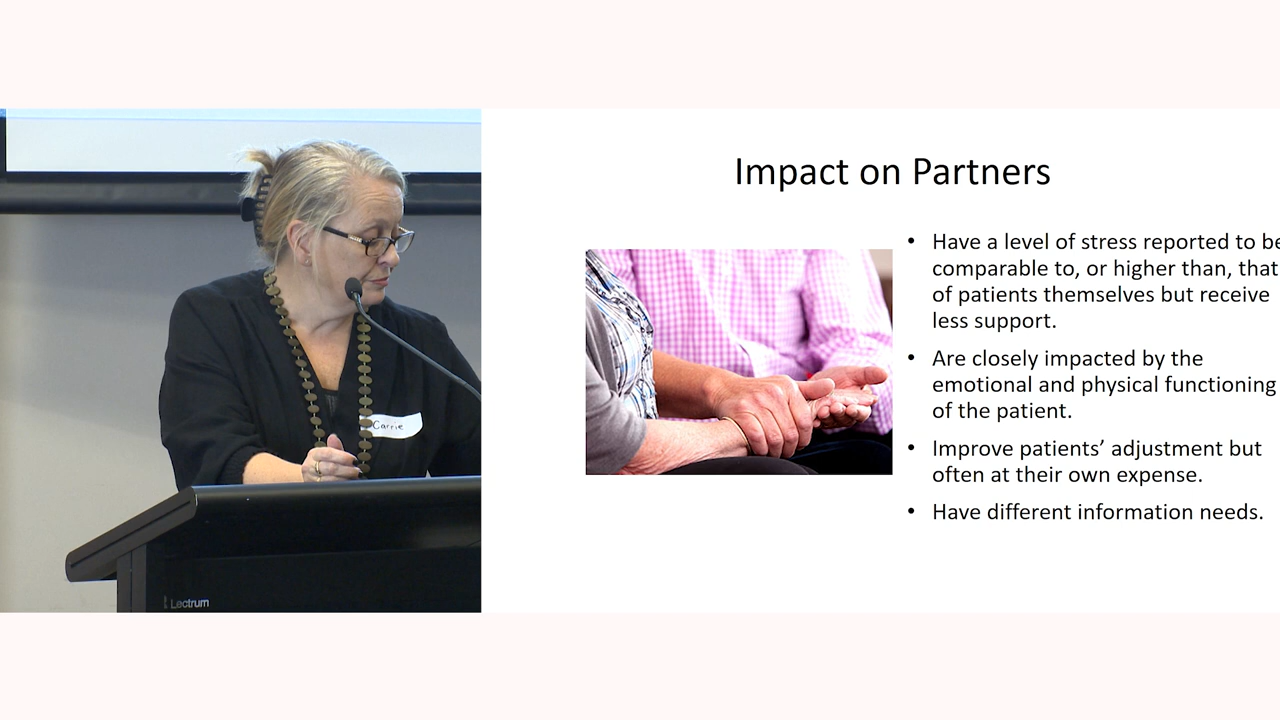 Impact on Partners
• Have a level of stress reported to be
comparable to, or higher than, that
of patients themselves but receive
less support.
• Are closely impacted by the
emotional and physical functioning
of the patient.
• Improve patients’ adjustment but
often at their own expense.
• Have different information needs.
Carrie
Lectrum